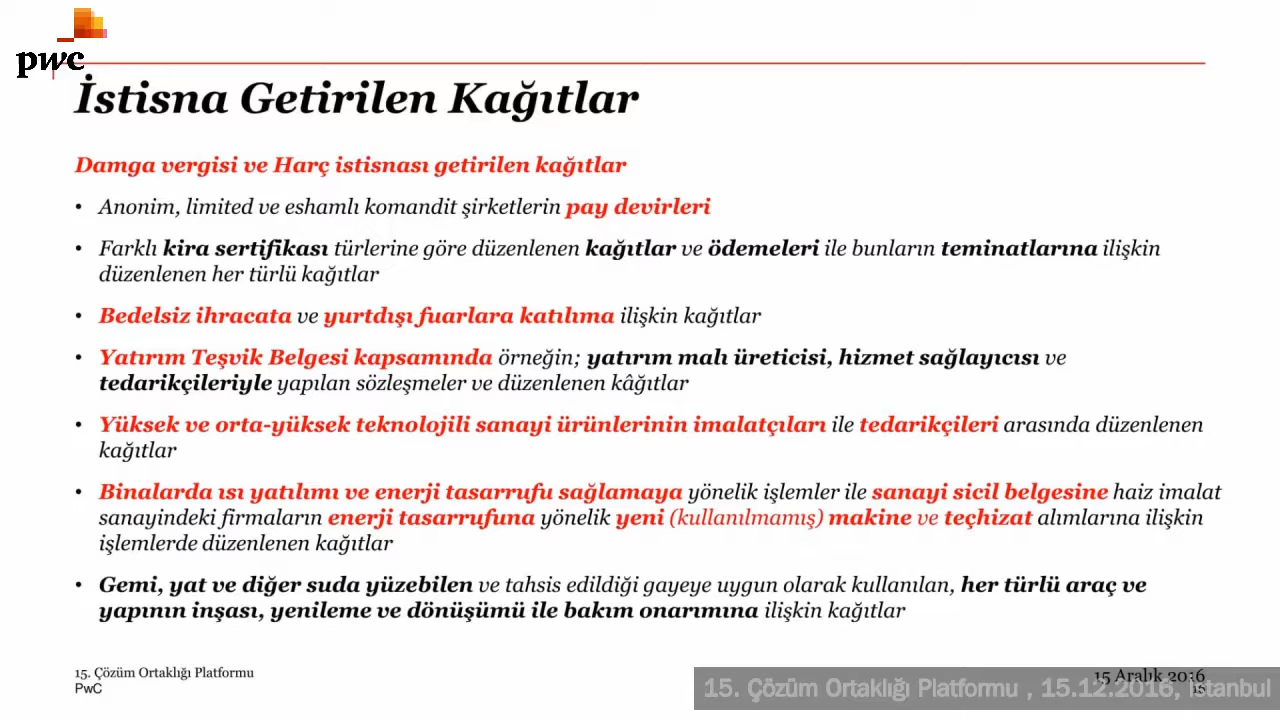 pwc
İstisna Getirilen Kağıtlar
Damga vergisi ve Harç istisnası getirilen kağıtlar
• Anonim, limited ve eshamlı komandit şirketlerin pay devirleri
• Farklı kira sertifikası türlerine göre düzenlenen kağıtlar ve ödemeleri ile bunların teminatlarına ilişkin
düzenlenen her türlü kağıtlar
• Bedelsiz ihracata ve yurtdışı fuarlara katılıma ilişkin kağıtlar
• Yatırım Teşvik Belgesi kapsamında örneğin; yatırım malı üreticisi, hizmet sağlayıcısı ve
tedarikçileriyle yapılan sözleşmeler ve düzenlenen kâğıtlar
• Yüksek ve orta-yüksek teknolojili sanayi ürünlerinin imalatçıları ile tedarikçileri arasında düzenlenen
kağıtlar
• Binalarda ısı yatılımı ve enerji tasarrufu sağlamaya yönelik işlemler ile sanayi sicil belgesine haiz imalat
sanayindeki firmaların enerji tasarrufuna yönelik yeni (kullanılmamış) makine ve teçhizat alımlarına ilişkin
işlemlerde düzenlenen kağıtlar
• Gemi, yat ve diğer suda yüzebilen ve tahsis edildiği gayeye uygun olarak kullanılan, her türlü araç ve
yapının inşası, yenileme ve dönüşümü ile bakım onarımına ilişkin kağıtlar
15. Çözüm Ortaklığı Platformu
PwC
15 Aralık 2016
15. Çözüm Ortaklığı Platformu , 15.12.2016, İstanbul